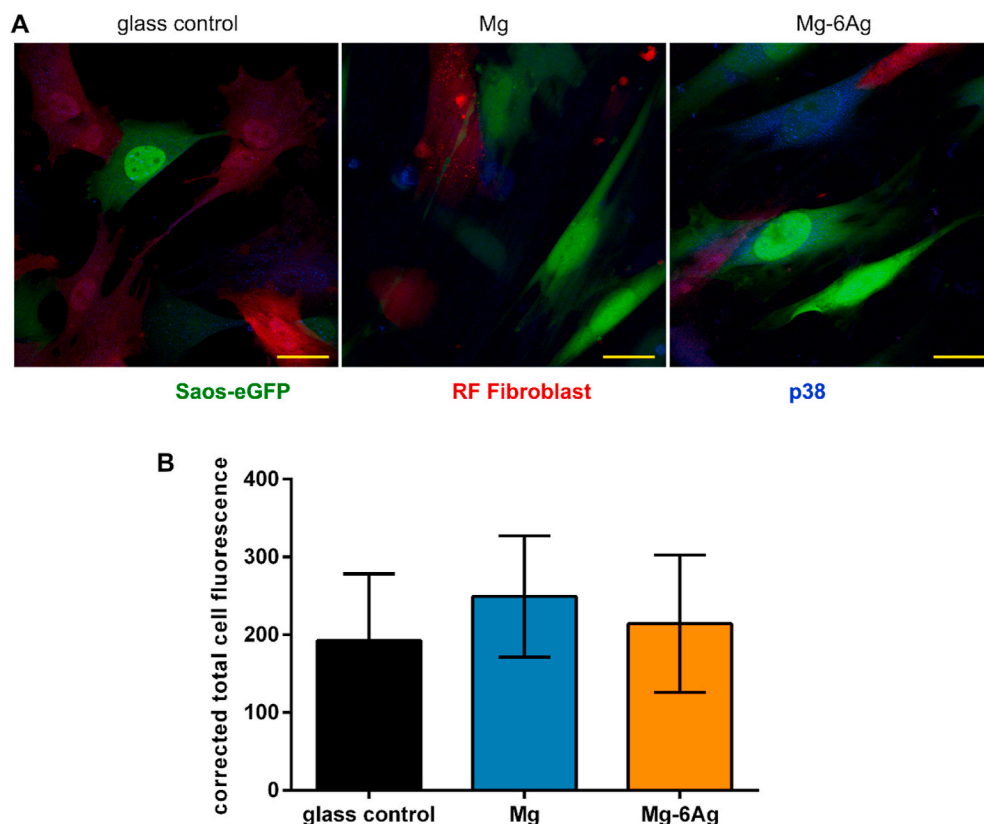 A
glass control Mg Mg-6Ag
Saos-eGFP RF Fibroblast p38
B
corrected total cell fluorescence
400
300
200
100
0
glass control Mg Mg-6Ag